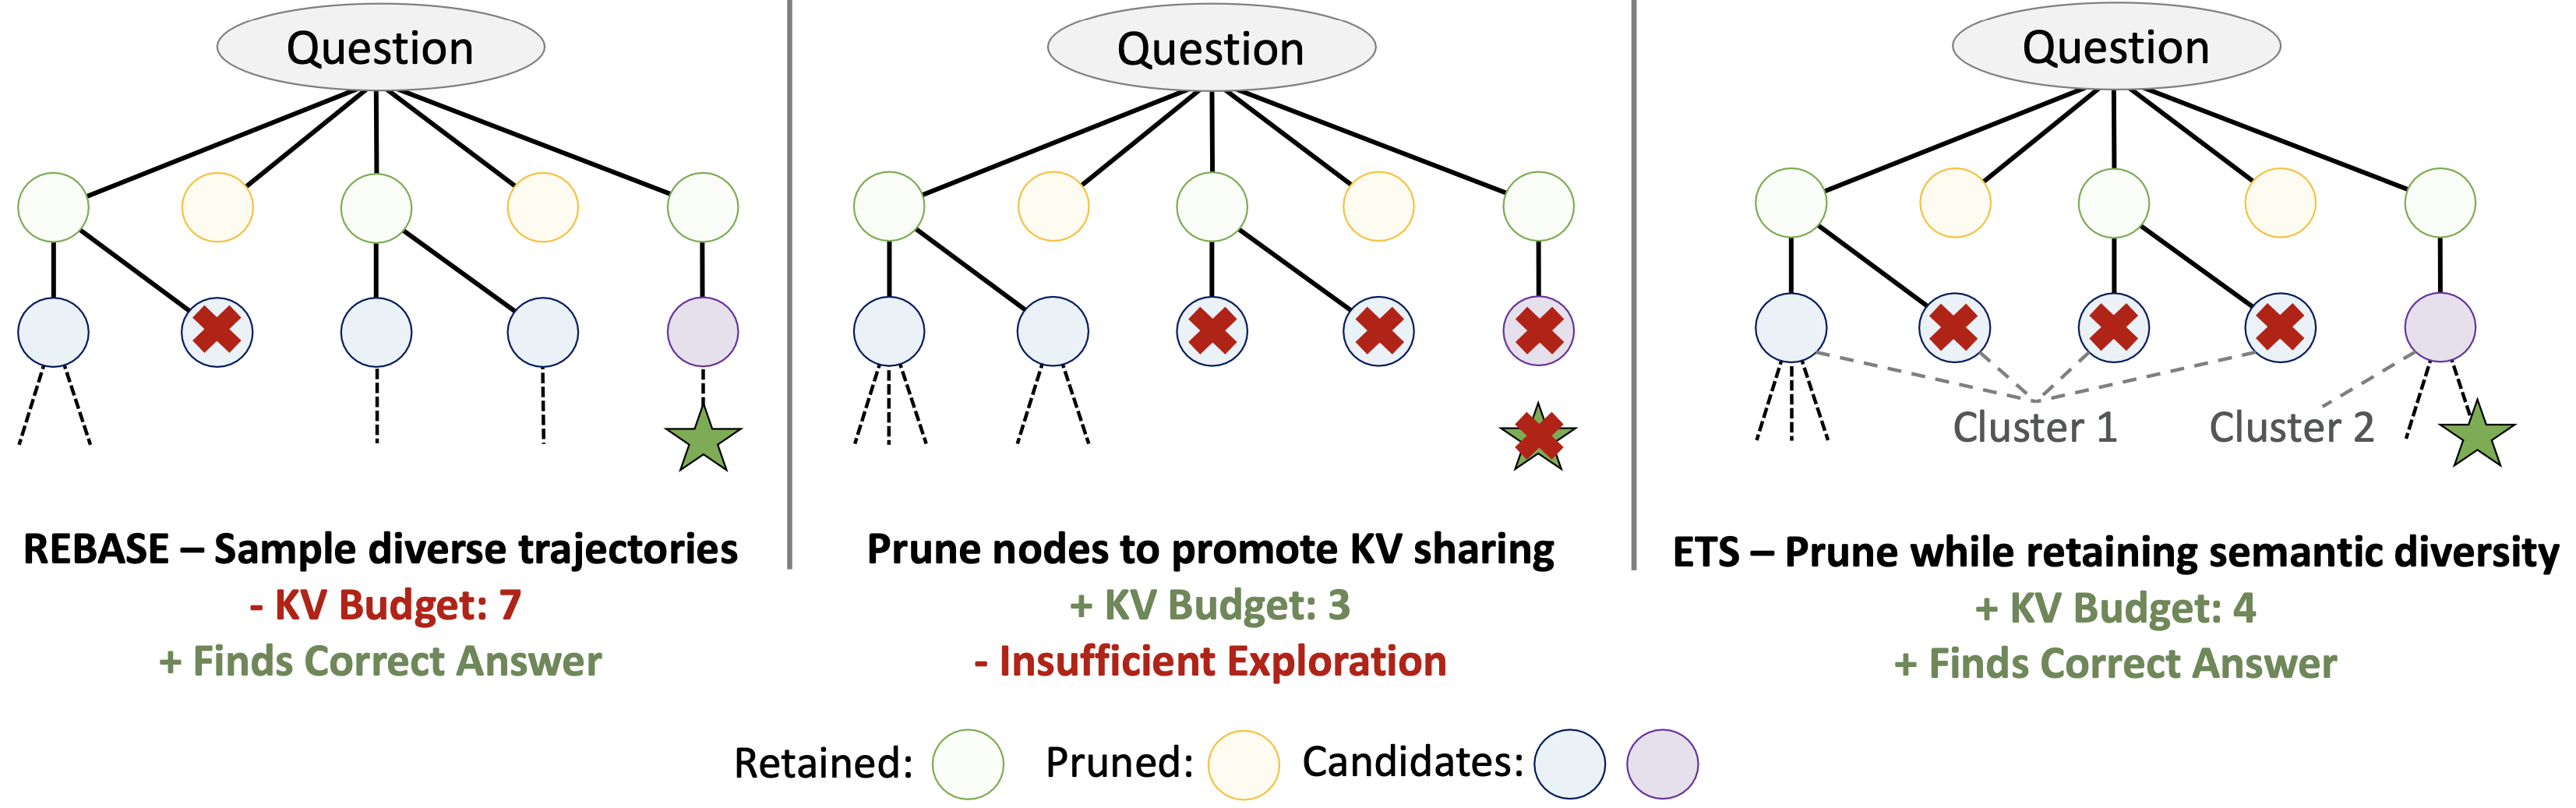 Question
REBASE – Sample diverse trajectories
- KV Budget: 7
+ Finds Correct Answer
Question
Prune nodes to promote KV sharing
+ KV Budget: 3
- Insufficient Exploration
Question
Cluster 1
Cluster 2
ETS – Prune while retaining semantic diversity
+ KV Budget: 4
+ Finds Correct Answer
Retained:
Pruned:
Candidates: